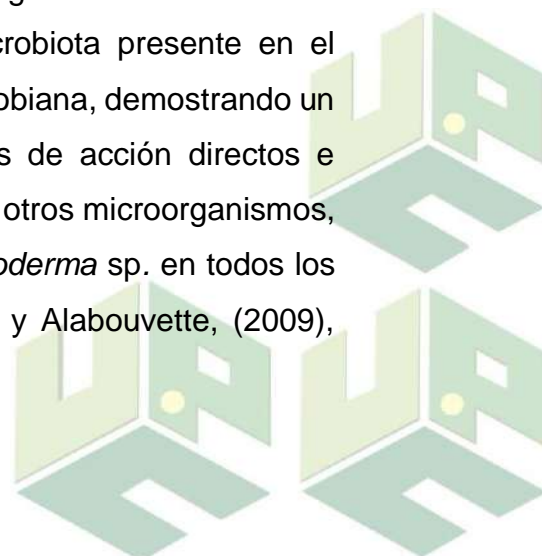 crobiota presente en el
obiana, demostrando un
s de acción directos e
otros microorganismos,
oderma sp. en todos los
y Alabouvette, (2009),